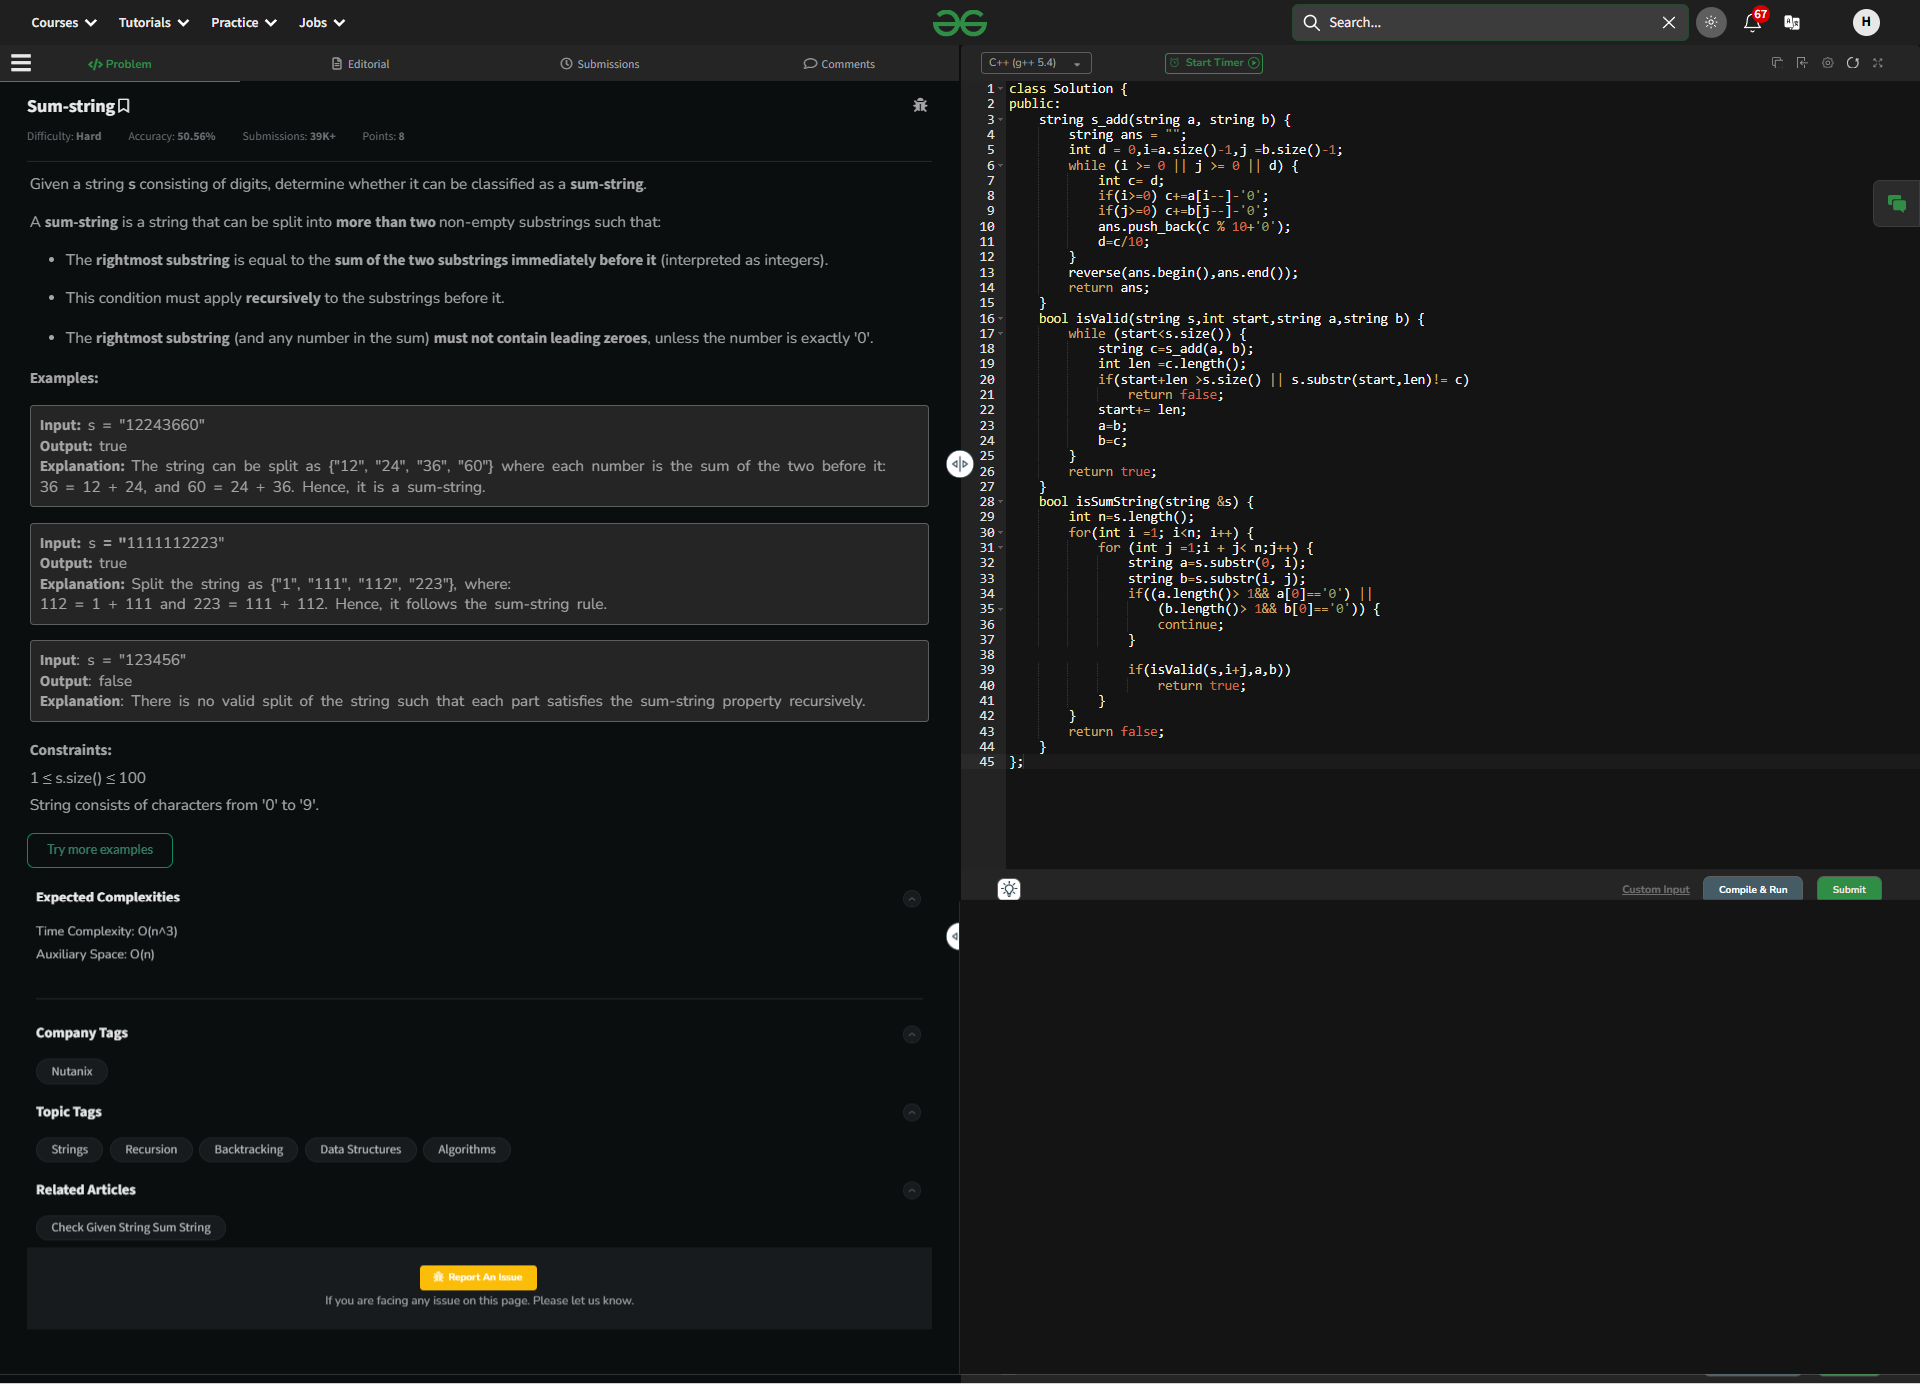 Courses Tutorials Practice Jobs Search... 67 H
Problem Editorial Submissions Comments
Sum-string
Difficulty: Hard Accuracy: 50.56% Submissions: 39K+ Points: 8
Given a string s consisting of digits, determine whether it can be classified as a sum-string.
A sum-string is a string that can be split into more than two non-empty substrings such that:
• The rightmost substring is equal to the sum of the two substrings immediately before it (interpreted as integers).
• This condition must apply recursively to the substrings before it.
• The rightmost substring (and any number in the sum) must not contain leading zeroes, unless the number is exactly '0'.
Examples:
Input: s = "12243660"
Output: true
Explanation: The string can be split as {"12", "24", "36", "60"} where each number is the sum of the two before it:
36 = 12 + 24, and 60 = 24 + 36. Hence, it is a sum-string.
Input: s = "1111112223"
Output: true
Explanation: Split the string as {"1", "111", "112", "223"}, where:
112 = 1 + 111 and 223 = 111 + 112. Hence, it follows the sum-string rule.
Input: s = "123456"
Output: false
Explanation: There is no valid split of the string such that each part satisfies the sum-string property recursively.
Constraints:
1 ≤ s.size() ≤ 100
String consists of characters from '0' to '9'.
Try more examples
Expected Complexities
Time Complexity: O(n^3)
Auxiliary Space: O(n)
Company Tags
Nutanix
Topic Tags
Strings Recursion Backtracking Data Structures Algorithms
Related Articles
Check Given String Sum String
Report An Issue
If you are facing any issue on this page. Please let us know.
C++ (g++ 5.4) Start Timer
1 class Solution {
2 public:
3 string s_add(string a, string b) {
4 string ans = "";
5 int d = 0,i=a.size()-1,j =b.size()-1;
6 while (i >= 0 || j >= 0 || d) {
7 int c= d;
8 if(i>=0) c+=a[i--]-'0';
9 if(j>=0) c+=b[j--]-'0';
10 ans.push_back(c % 10+'0');
11 d=c/10;
12 }
13 reverse(ans.begin(),ans.end());
14 return ans;
15 }
16 bool isValid(string s,int start,string a,string b) {
17 while (start<s.size()) {
18 string c=s_add(a, b);
19 int len =c.length();
20 if(start+len >s.size() || s.substr(start,len)!= c)
21 return false;
22 start+= len;
23 a=b;
24 b=c;
25 }
26 return true;
27 }
28 bool isSumString(string &s) {
29 int n=s.length();
30 for(int i =1; i<n; i++) {
31 for (int j =1;i + j< n;j++) {
32 string a=s.substr(0, i);
33 string b=s.substr(i, j);
34 if((a.length()> 1&& a[0]=='0') ||
35 (b.length()> 1&& b[0]=='0')) {
36 continue;
37 }
38
39 if(isValid(s,i+j,a,b))
40 return true;
41 }
42 }
43 return false;
44 }
45 };
Custom Input Compile & Run Submit